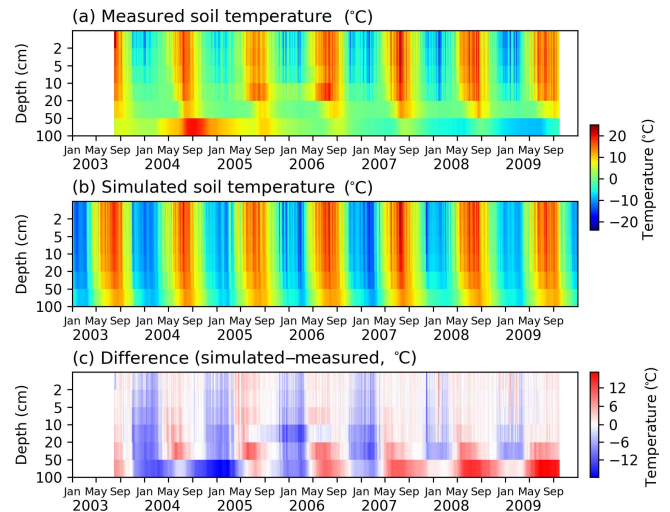 (a) Measured soil temperature (°C)
Depth (cm)
2
5
10
20
50
100
Jan May Sep Jan May Sep Jan May Sep Jan May Sep Jan May Sep Jan May Sep Jan May Sep
2003 2004 2005 2006 2007 2008 2009
20
10
0
−10
−20
Temperature (°C)
(b) Simulated soil temperature (°C)
Depth (cm)
2
5
10
20
50
100
Jan May Sep Jan May Sep Jan May Sep Jan May Sep Jan May Sep Jan May Sep Jan May Sep
2003 2004 2005 2006 2007 2008 2009
(c) Difference (simulated–measured, °C)
Depth (cm)
2
5
10
20
50
100
Jan May Sep Jan May Sep Jan May Sep Jan May Sep Jan May Sep Jan May Sep Jan May Sep
2003 2004 2005 2006 2007 2008 2009
12
6
0
−6
−12
Temperature (°C)